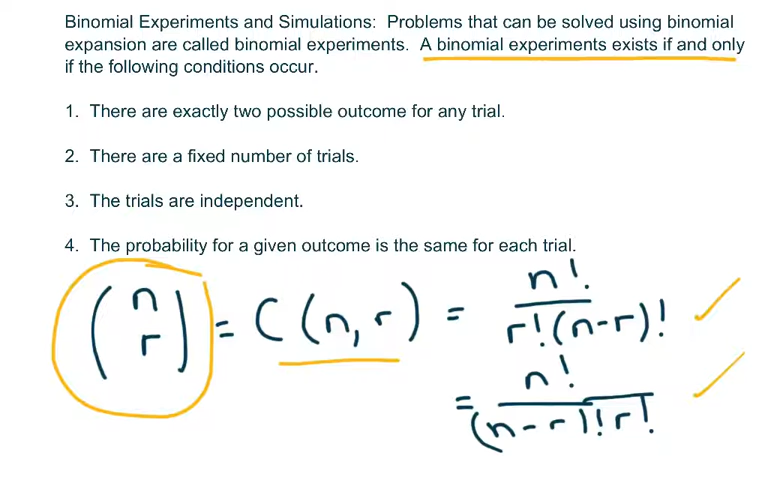 Binomial Experiments and Simulations:  Problems that can be solved using binomial
expansion are called binomial experiments.  A binomial experiments exists if and only
if the following conditions occur.
1.  There are exactly two possible outcome for any trial.
2.  There are a fixed number of trials.
3.  The trials are independent.
4.  The probability for a given outcome is the same for each trial.
(n r) = C(n, r) = n! / r!(n-r)!
= n! / (n-r)!r!